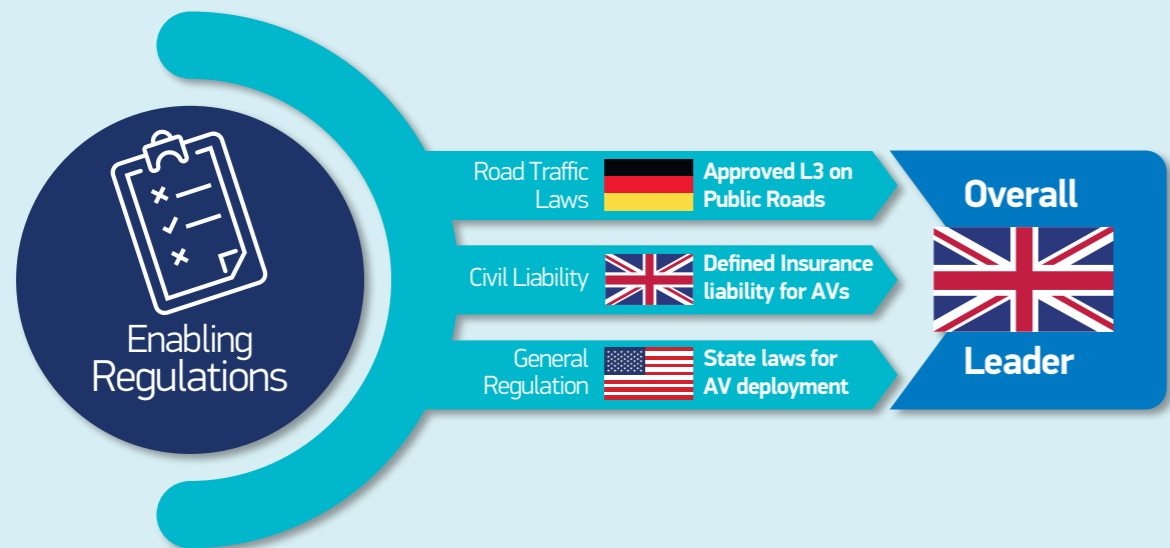 Enabling
Regulations
Road Traffic
Laws
Approved L3 on
Public Roads
Civil Liability
Defined Insurance
liability for AVs
General
Regulation
State laws for
AV deployment
Overall
Leader